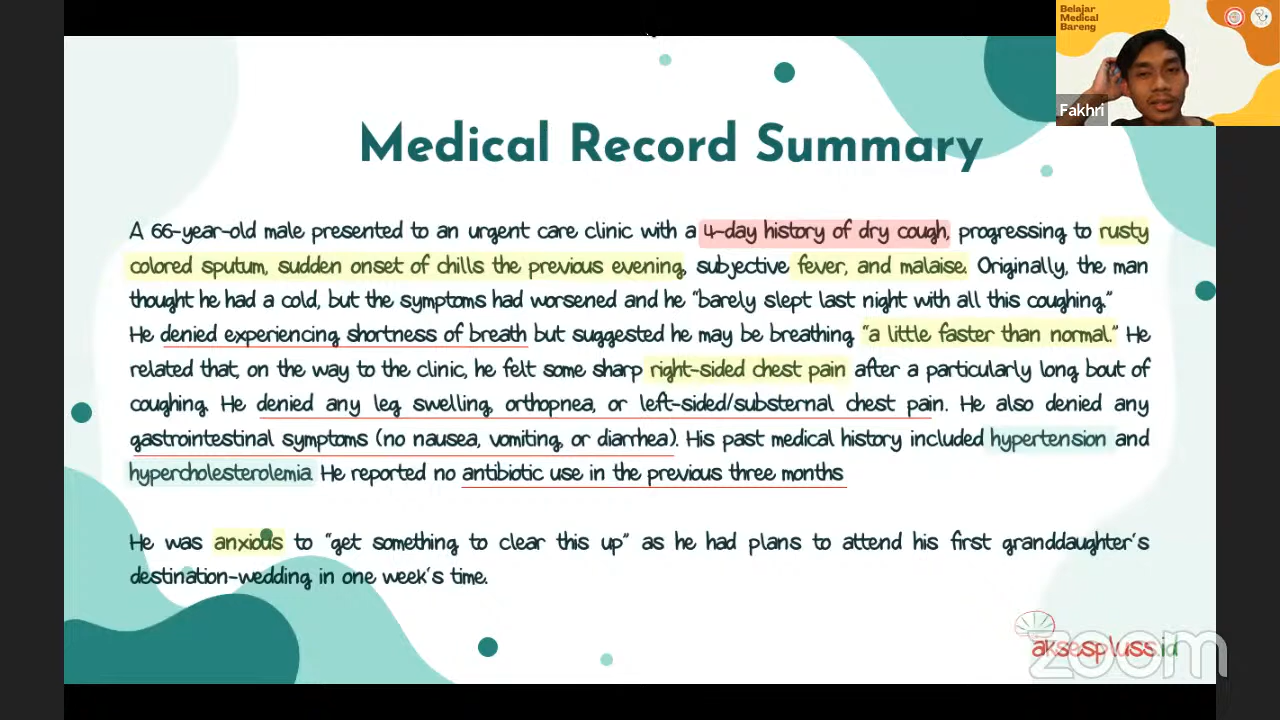 Belajar
Medical
Bareng
Fakhri
Medical Record Summary
A 66-year-old male presented to an urgent care clinic with a 4-day history of dry cough, progressing to rusty
colored sputum, sudden onset of chills the previous evening, subjective fever, and malaise. Originally, the man
thought he had a cold, but the symptoms had worsened and he “barely slept last night with all this coughing.”
He denied experiencing shortness of breath but suggested he may be breathing “a little faster than normal.” He
related that, on the way to the clinic, he felt some sharp right-sided chest pain after a particularly long bout of
coughing. He denied any leg swelling, orthopnea, or left-sided/substernal chest pain. He also denied any
gastrointestinal symptoms (no nausea, vomiting, or diarrhea). His past medical history included hypertension and
hypercholesterolemia. He reported no antibiotic use in the previous three months
He was anxious to “get something to clear this up” as he had plans to attend his first granddaughter's
destination-wedding in one week's time.
aksespluss.id
zoom